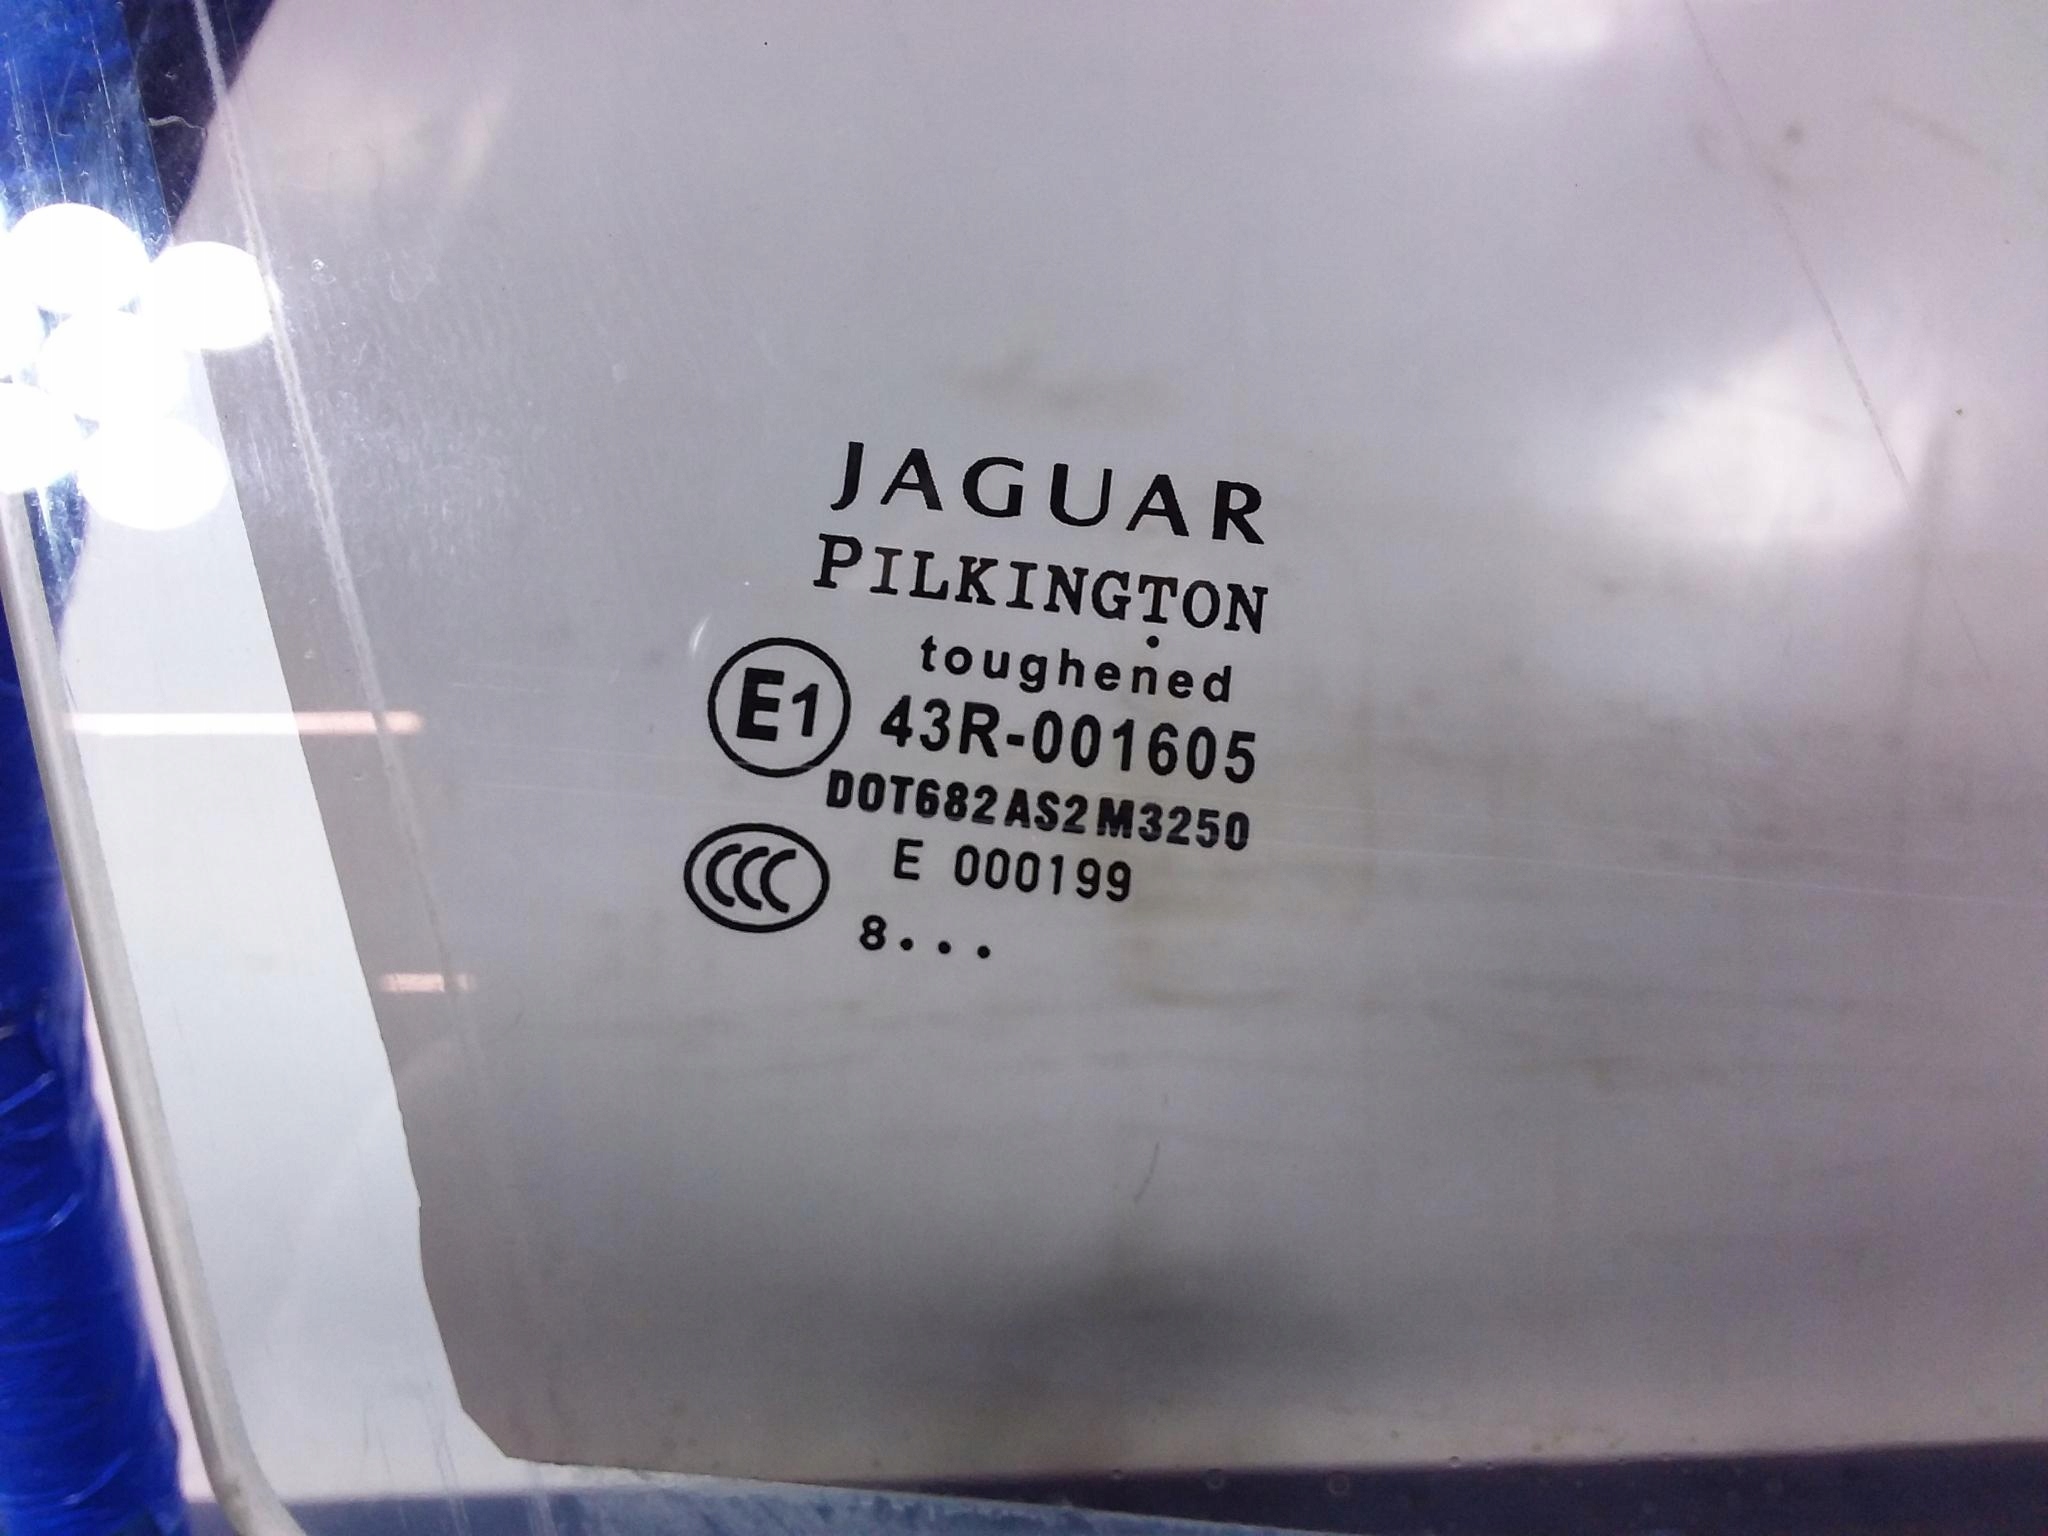 JAGUAR
PILKINGTON
toughened
E1 43R-001605
DOT682AS2M3250
CCC E 000199
8...